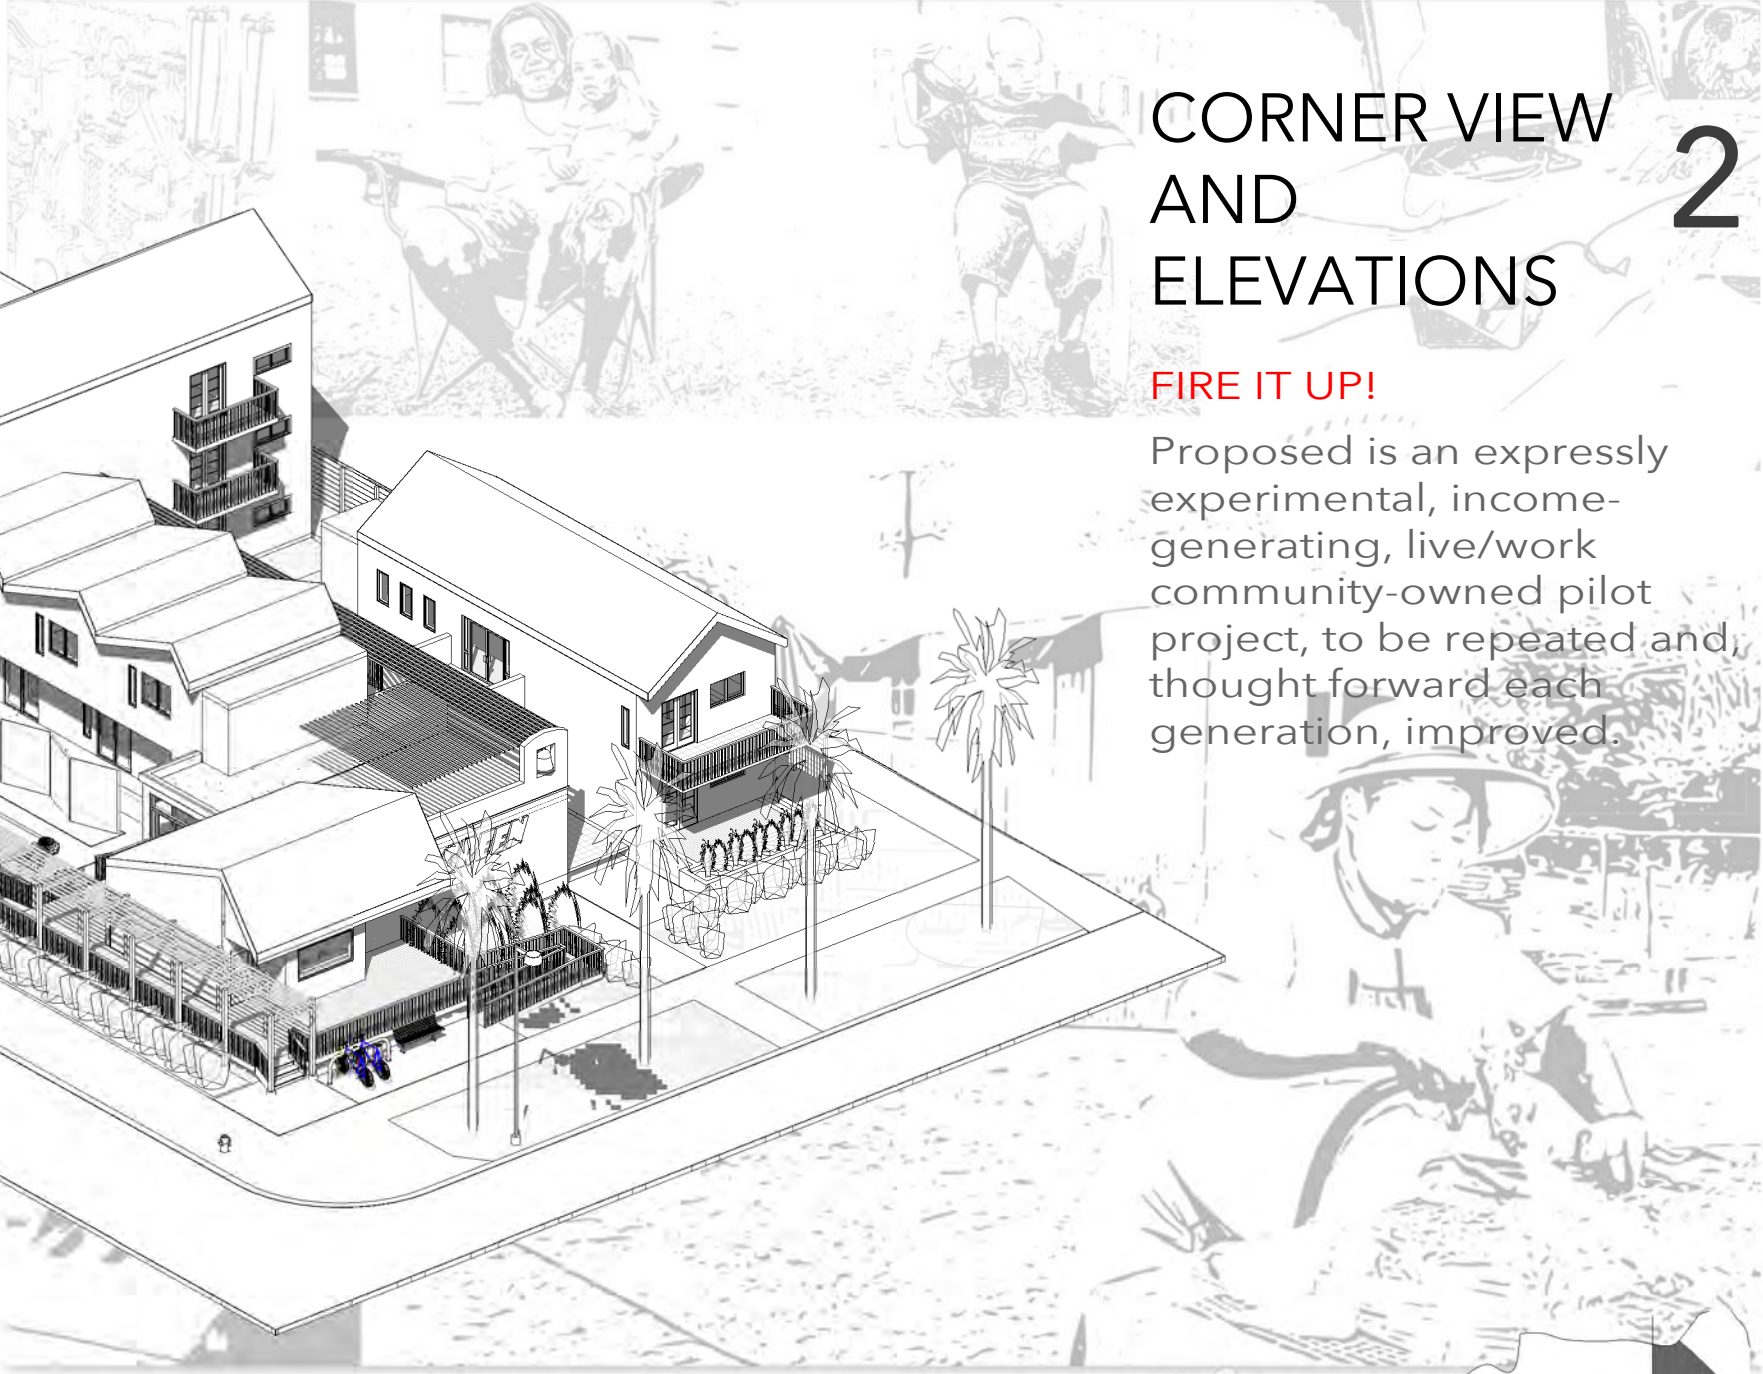 CORNER VIEW
AND
ELEVATIONS
2
FIRE IT UP!
Proposed is an expressly
experimental, income-
generating, live/work
community-owned pilot
project, to be repeated and,
thought forward each
generation, improved.